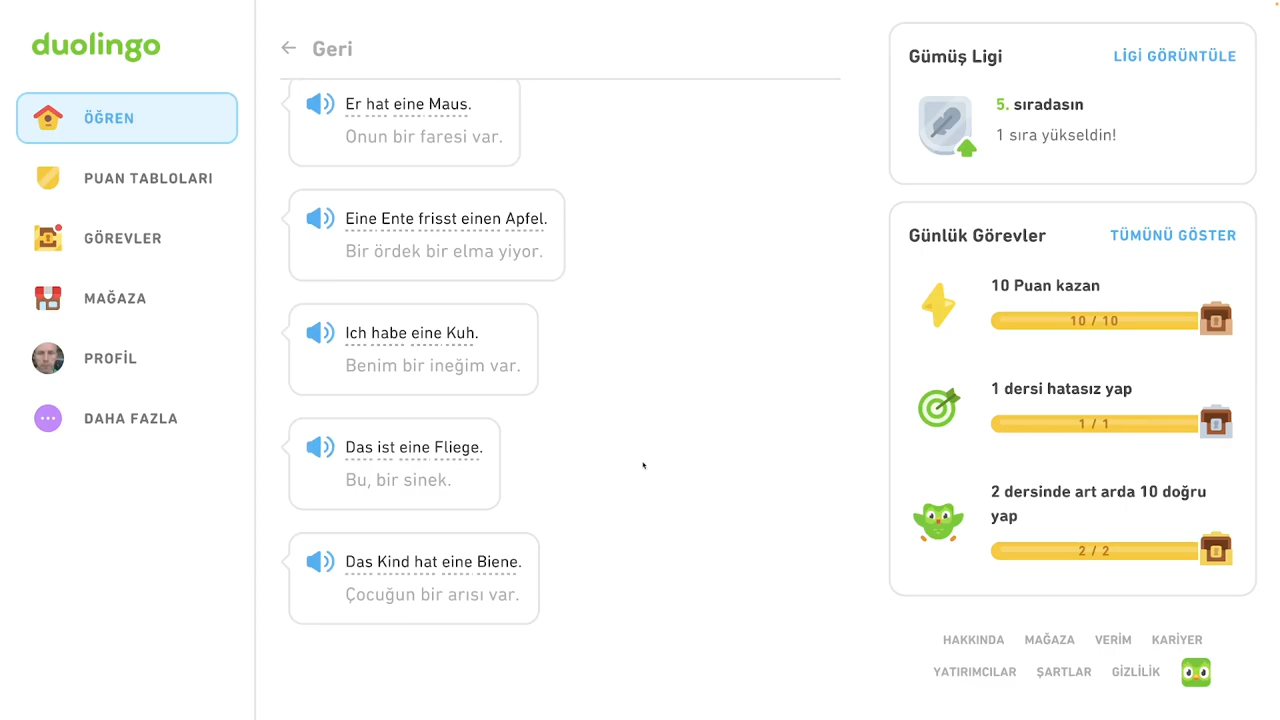 duolingo
ÖĞREN
PUAN TABLOLARI
GÖREVLER
MAĞAZA
PROFİL
DAHA FAZLA
Geri
Er hat eine Maus.
Onun bir faresi var.
Eine Ente frisst einen Apfel.
Bir ördek bir elma yiyor.
Ich habe eine Kuh.
Benim bir ineğim var.
Das ist eine Fliege.
Bu, bir sinek.
Das Kind hat eine Biene.
Çocuğun bir arısı var.
Gümüş Ligi
LİGİ GÖRÜNTÜLE
5. sıradasın
1 sıra yükseldin!
Günlük Görevler
TÜMÜNÜ GÖSTER
10 Puan kazan
10 / 10
1 dersi hatasız yap
1 / 1
2 dersinde art arda 10 doğru
yap
2 / 2
HAKKINDA MAĞAZA VERİM KARİYER
YATIRIMCILAR ŞARTLAR GİZLİLİK